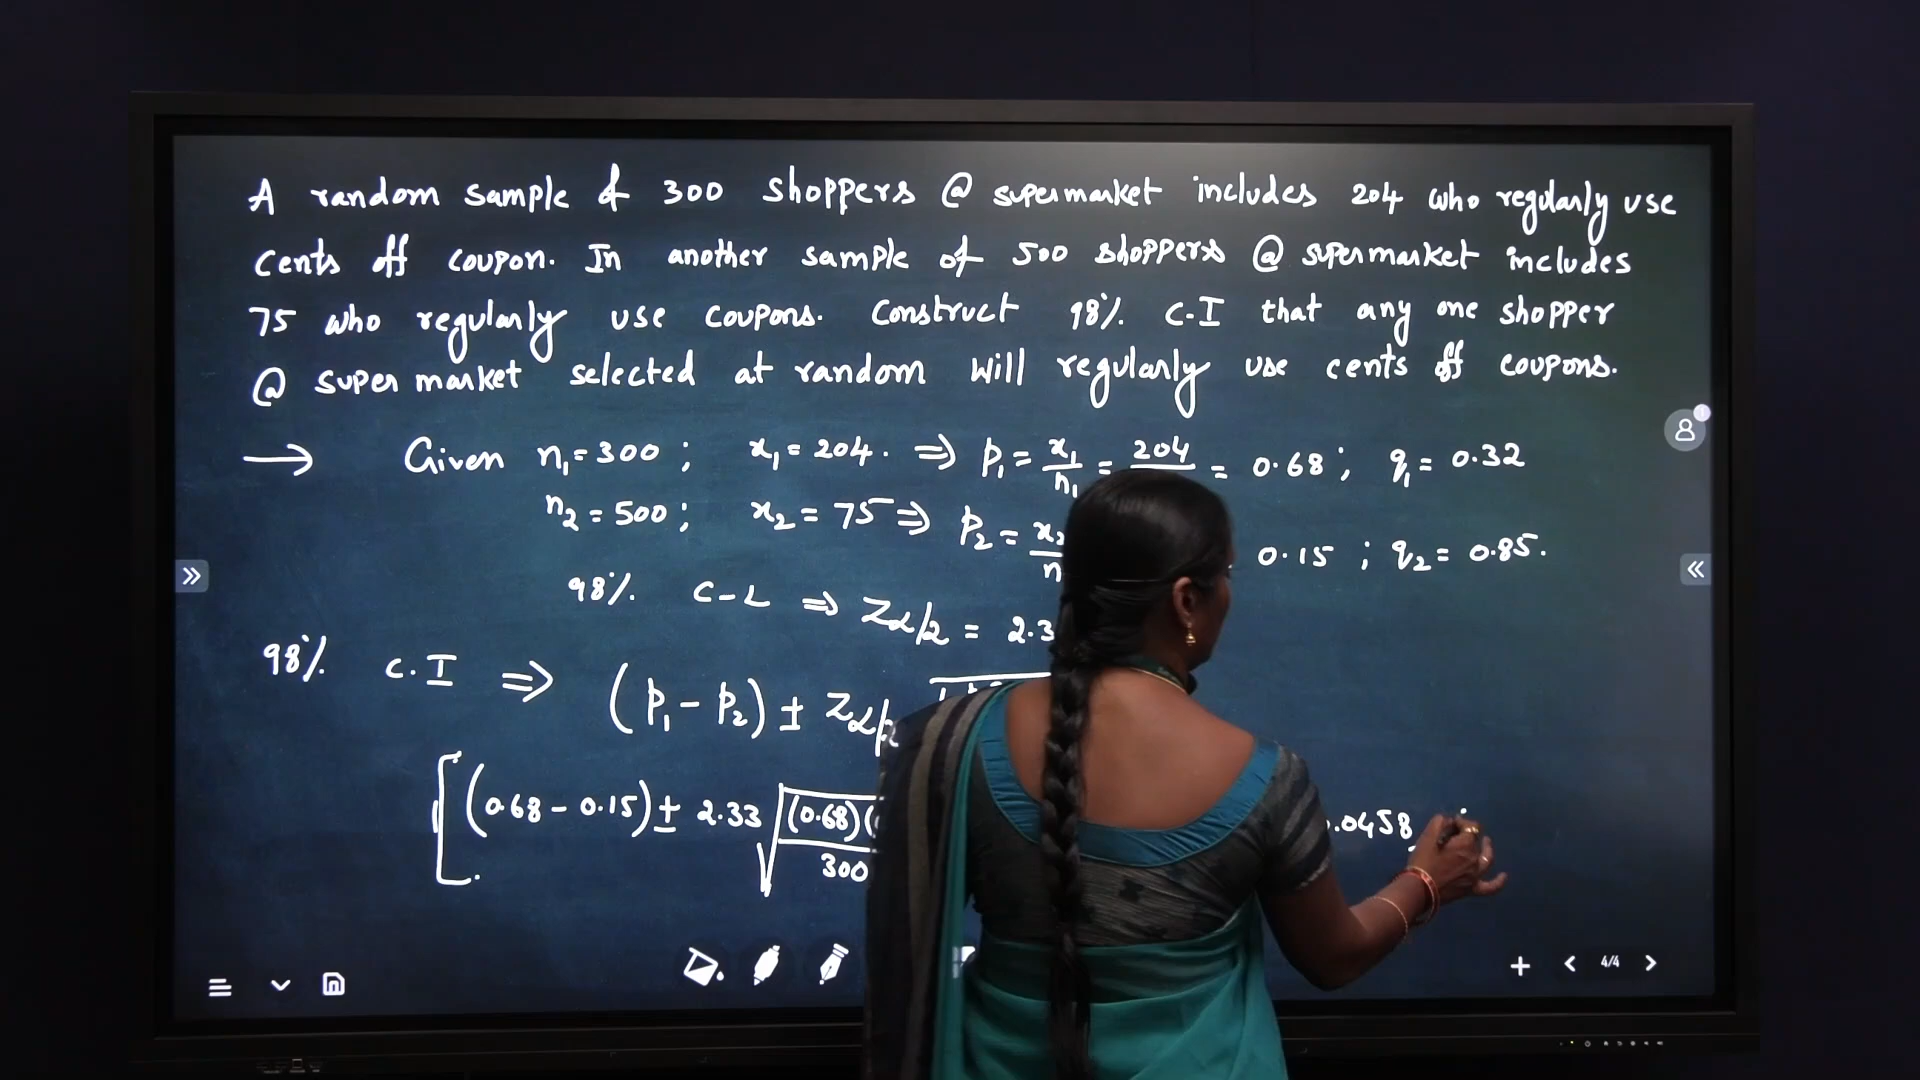 A random sample of 300 shoppers @ supermarket includes 204 who regularly use
cents off coupon. In another sample of 500 shoppers @ supermarket includes
75 who regularly use coupons. Construct 98% C-I that any one shopper
@ super market selected at random will regularly use cents off coupons.
→ Given n₁=300 ; x₁=204. ⇒ p₁ = x₁/n₁ = 204 = 0.68 ; q₁ = 0.32
n₂ = 500 ; x₂ = 75 ⇒ p₂ = 0.15 ; q₂ = 0.85.
98% C-L ⇒ Zα/2 = 2.3
98% C.I ⇒ (p₁ - p₂) ± Zα/2
[(0.68 - 0.15) ± 2.33 √ (0.68)( 300 .0458
4/4